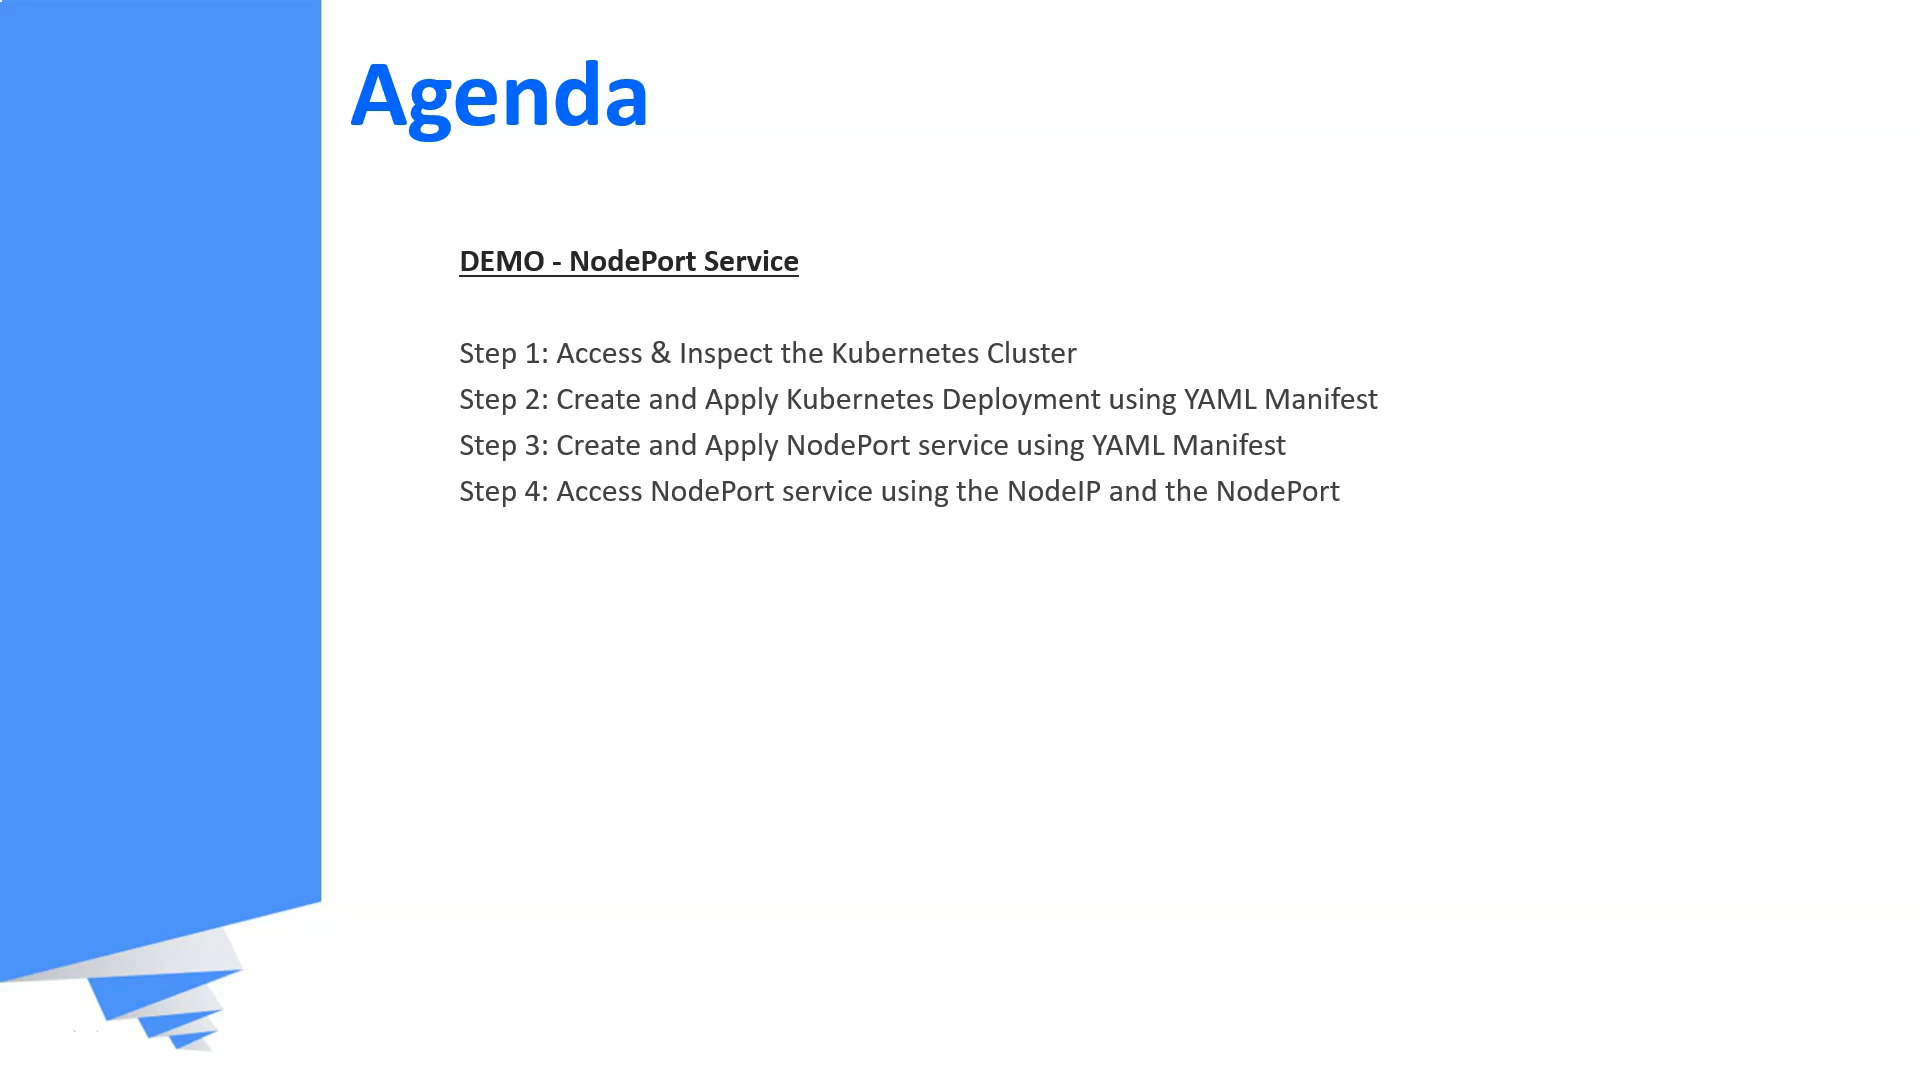 Agenda
DEMO - NodePort Service
Step 1: Access & Inspect the Kubernetes Cluster
Step 2: Create and Apply Kubernetes Deployment using YAML Manifest
Step 3: Create and Apply NodePort service using YAML Manifest
Step 4: Access NodePort service using the NodeIP and the NodePort